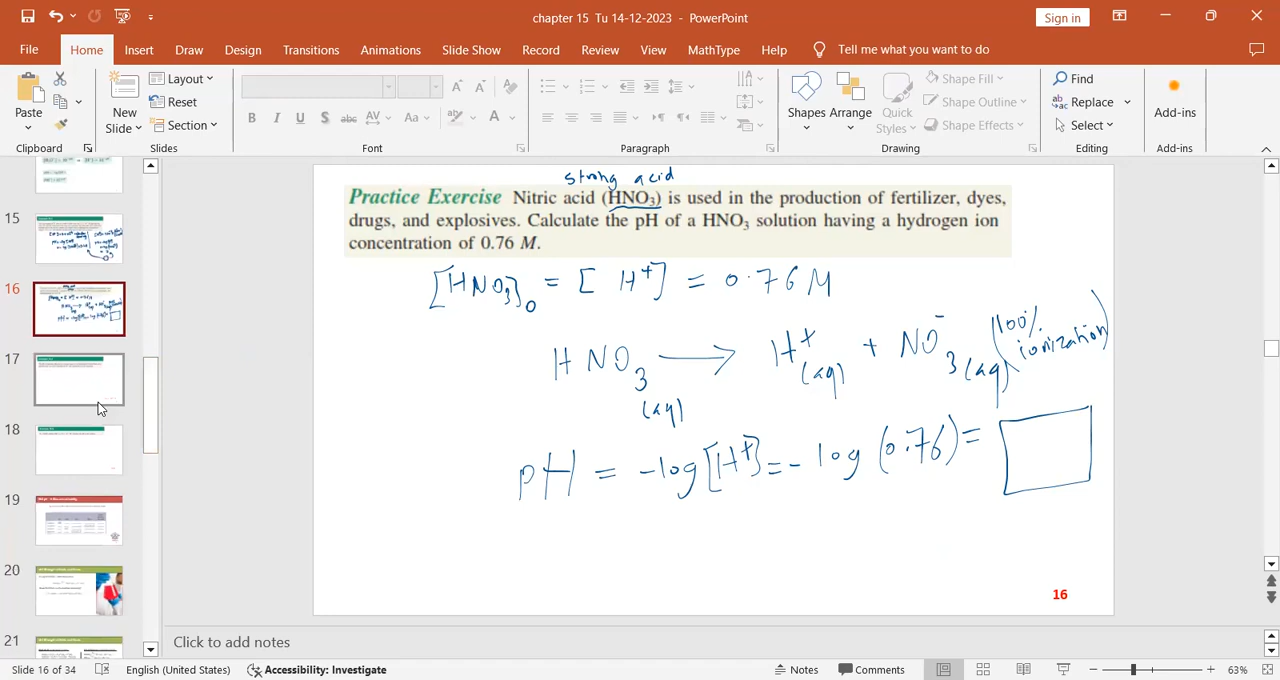 chapter 15 Tu 14-12-2023 - PowerPoint
Sign in
File Home Insert Draw Design Transitions Animations Slide Show Record Review View MathType Help Tell me what you want to do
Paste
New Slide
Layout
Reset
Section
Shapes
Arrange
Quick Styles
Shape Fill
Shape Outline
Shape Effects
Find
Replace
Select
Add-ins
Clipboard Slides Font Paragraph Drawing Editing Add-ins
15
16
17
18
19
20
21
strong acid
Practice Exercise Nitric acid (HNO₃) is used in the production of fertilizer, dyes,
drugs, and explosives. Calculate the pH of a HNO₃ solution having a hydrogen ion
concentration of 0.76 M.
[HNO₃]₀ = [H⁺] = 0.76 M
HNO₃ (aq) ⟶ H⁺ (aq) + NO₃⁻ (aq) (100% ionization)
pH = -log[H⁺] = - log (0.76) =
16
Click to add notes
Slide 16 of 34 English (United States) Accessibility: Investigate Notes Comments 63%